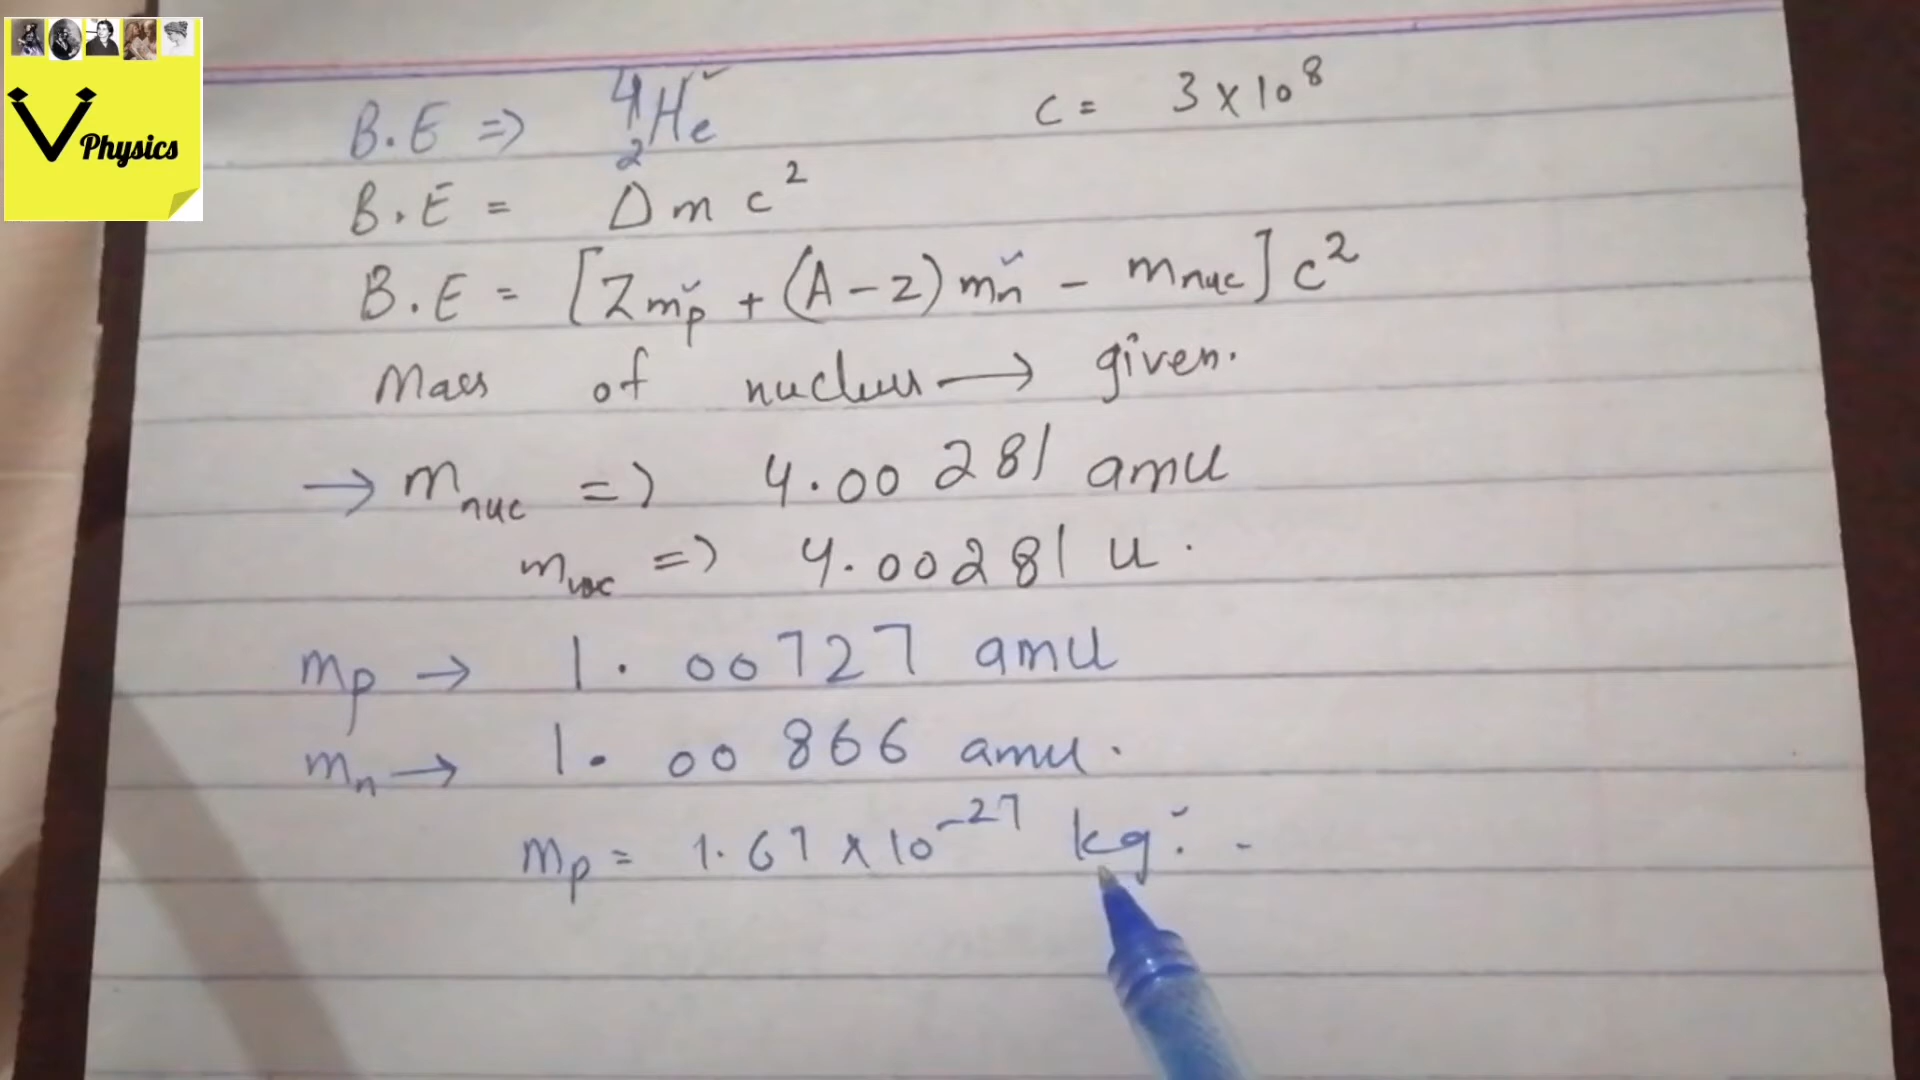 V Physics
B.E => ⁴₂He C = 3 x 10⁸
B.E = Δm c²
B.E = [Zmp + (A-z) mn - mnuc] c²
Mass of nucleus → given.
→ mnuc => 4.00281 amu
mnuc => 4.00281 u.
mp → 1.00727 amu
mn → 1.00866 amu.
mp = 1.67 x 10⁻²⁷ kg.